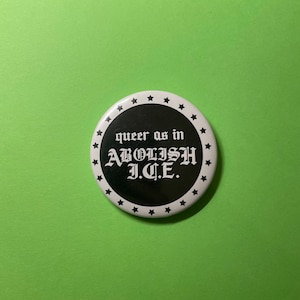 queer as in
ABOLISH
I.C.E.